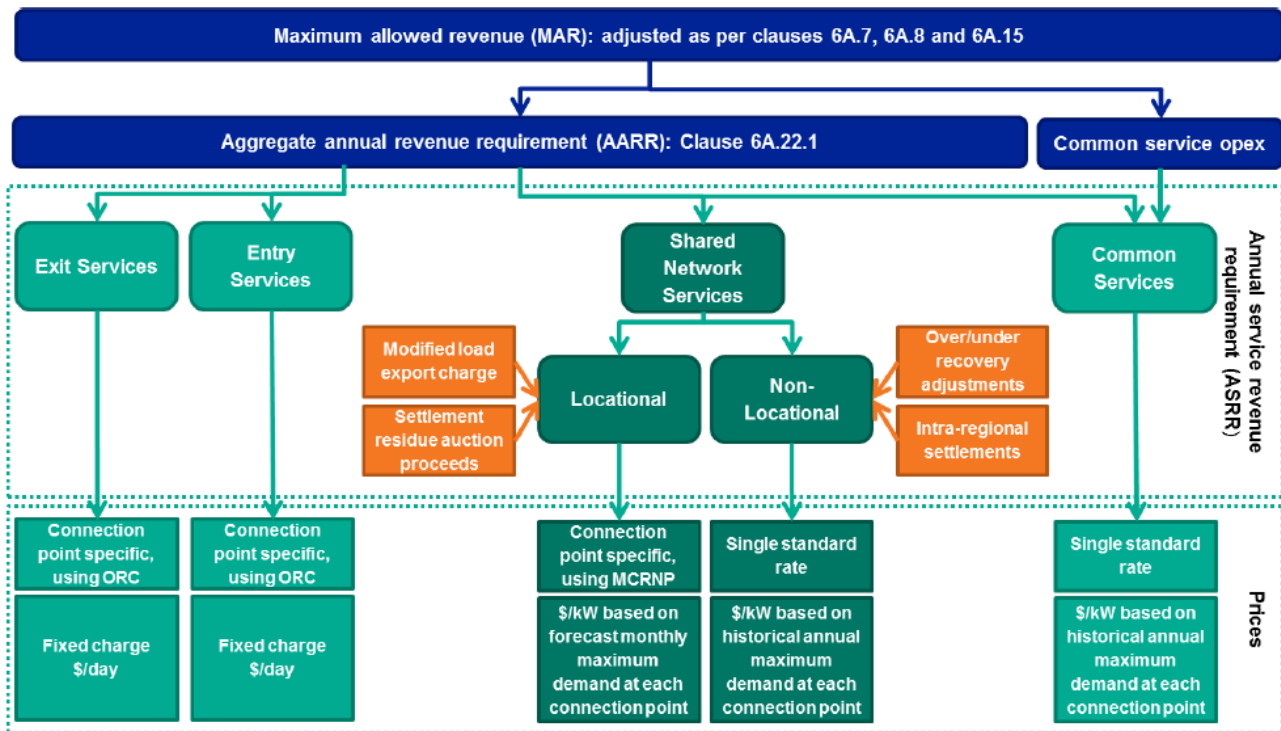 Maximum allowed revenue (MAR): adjusted as per clauses 6A.7, 6A.8 and 6A.15
Aggregate annual revenue requirement (AARR): Clause 6A.22.1
Common service opex
Exit Services
Entry
Services
Shared
Network
Services
Common
Services
Annual service revenue
requirement (ASRR)
Modified load
export charge
Settlement
residue auction
proceeds
Locational
Non-
Locational
Over/under
recovery
adjustments
Intra-regional
settlements
Connection
point specific,
using ORC
Connection
point specific,
using ORC
Connection
point specific,
using MCRNP
Single standard
rate
Single standard
rate
Prices
Fixed charge
$/day
Fixed charge
$/day
$/kW based on
forecast monthly
maximum
demand at each
connection point
$/kW based on
historical annual
maximum
demand at each
connection point
$/kW based on
historical annual
maximum
demand at each
connection point